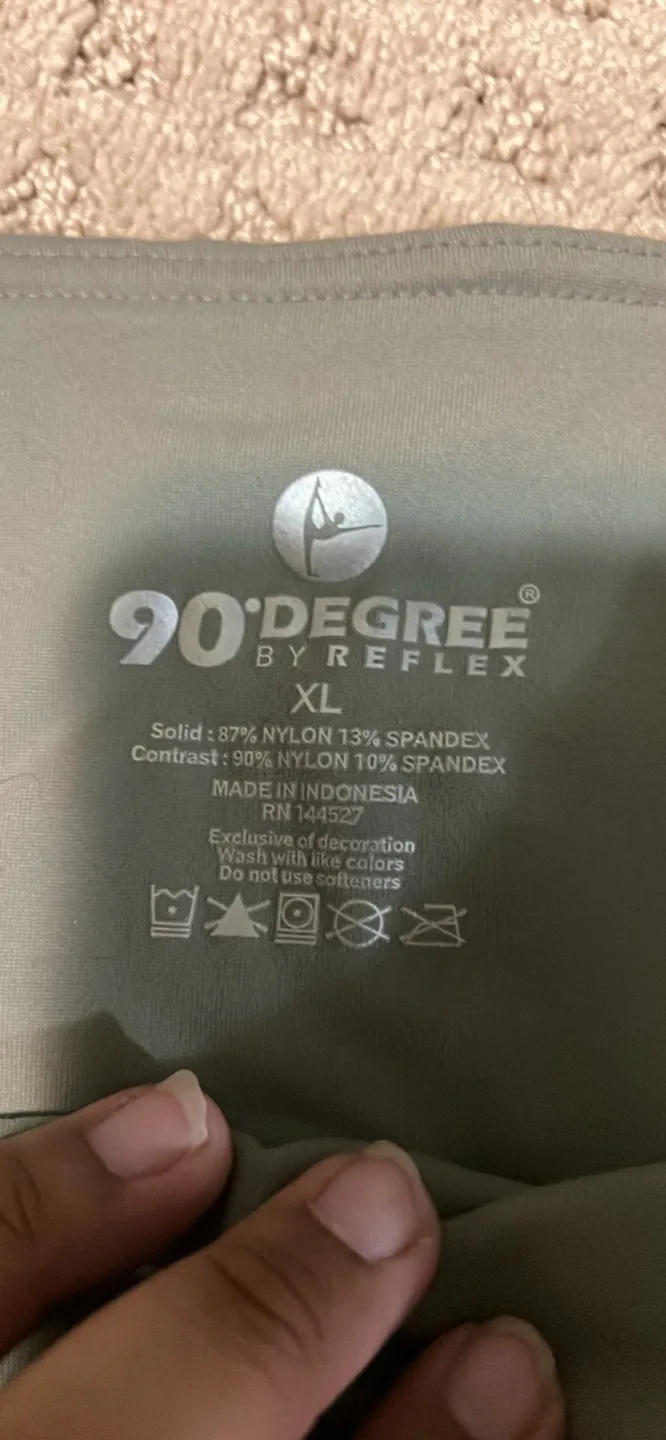 90°DEGREE®
BY REFLEX
XL
Solid : 87% NYLON 13% SPANDEX
Contrast : 90% NYLON 10% SPANDEX
MADE IN INDONESIA
RN 144527
Exclusive of decoration
Wash with like colors
Do not use softeners